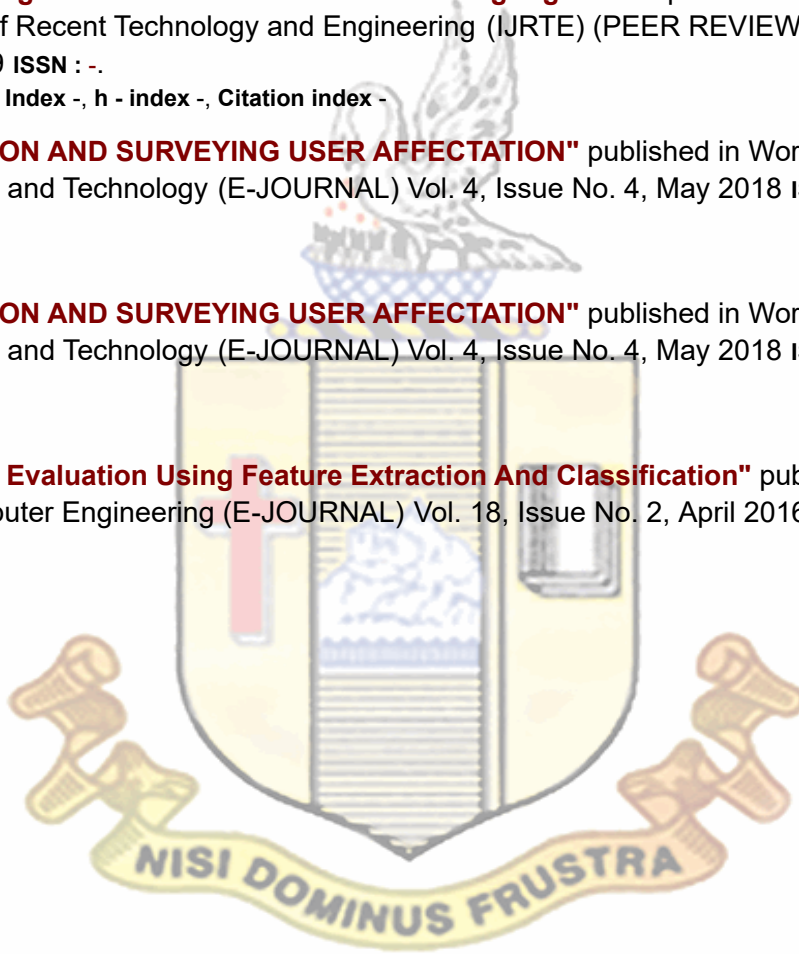 of Recent Technology and Engineering (IJRTE) (PEER REVIEW
ISSN : -.
Index -, h - index -, Citation index -
ON AND SURVEYING USER AFFECTATION" published in Wor
and Technology (E-JOURNAL) Vol. 4, Issue No. 4, May 2018
ON AND SURVEYING USER AFFECTATION" published in Wor
and Technology (E-JOURNAL) Vol. 4, Issue No. 4, May 2018
Evaluation Using Feature Extraction And Classification" pub
puter Engineering (E-JOURNAL) Vol. 18, Issue No. 2, April 2016
NISI DOMINUS FRUSTRA